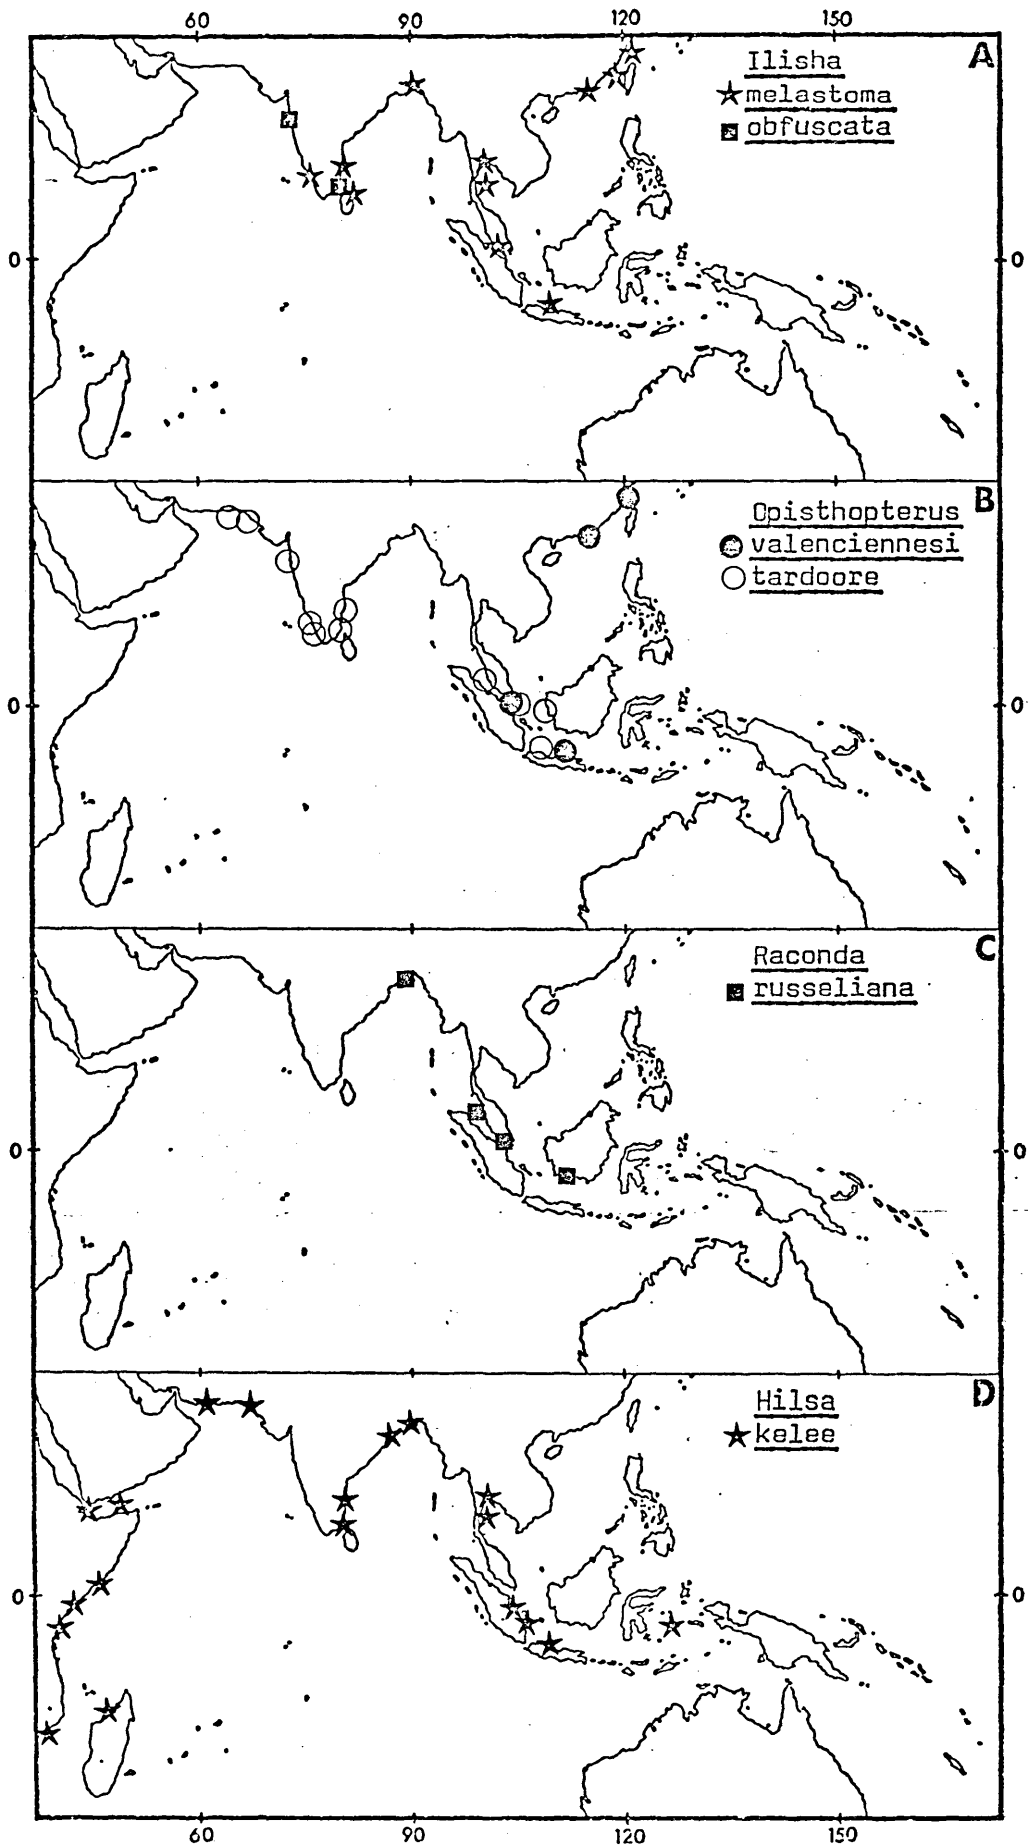 60 90 120 150
A
Ilisha
melastoma
obfuscata
0 0
B
Opisthopterus
valenciennesi
tardoore
0 0
C
Raconda
russeliana
0 0
D
Hilsa
kelee
0 0
60 90 120 150